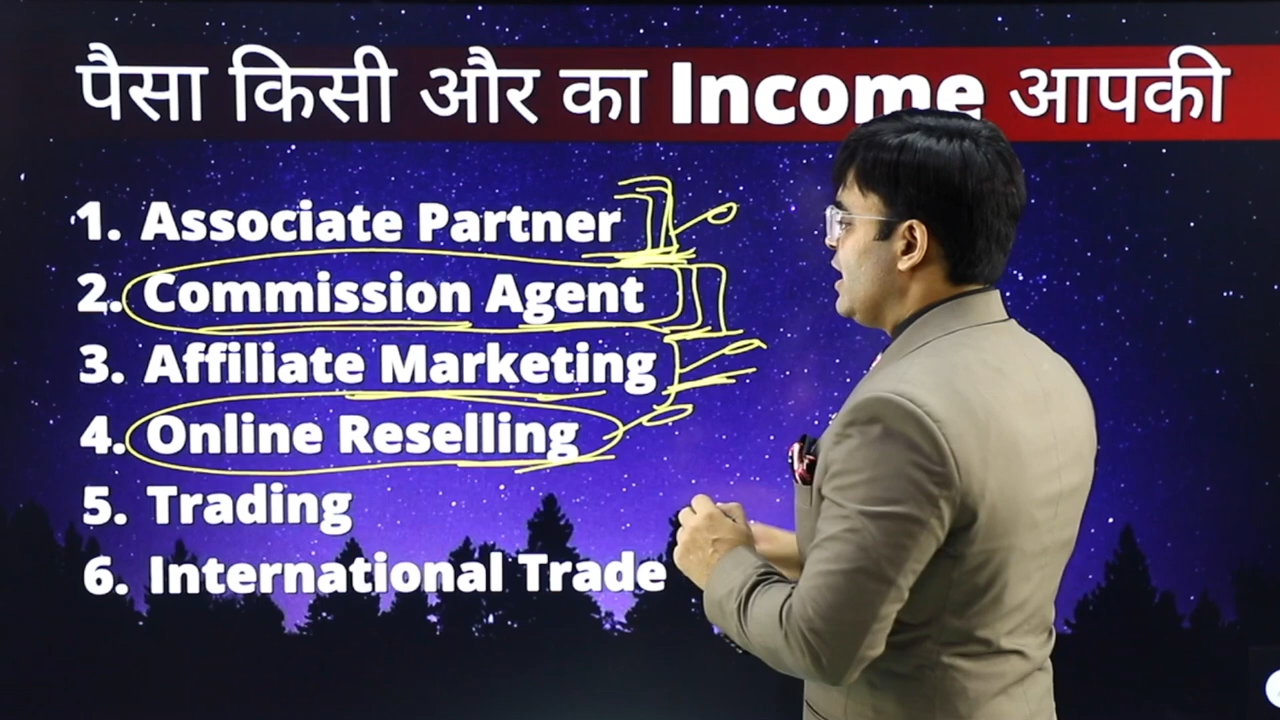 पैसा किसी और का Income आपकी
1. Associate Partner
2. Commission Agent
3. Affiliate Marketing
4. Online Reselling
5. Trading
6. International Trade